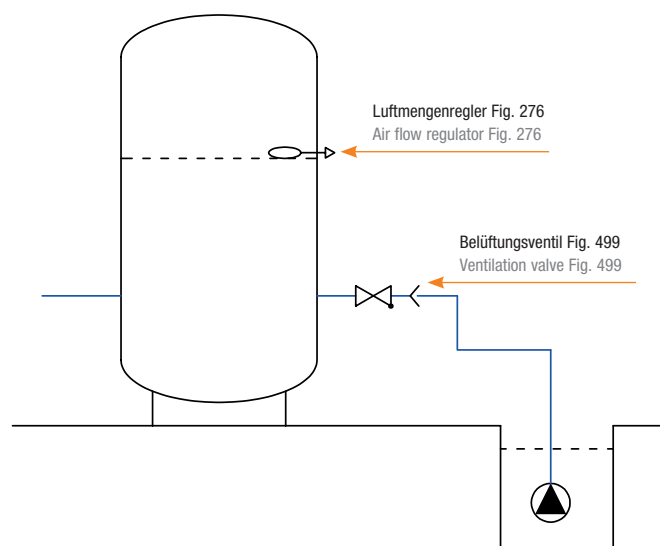 Luftmengenregler Fig. 276
Air flow regulator Fig. 276
Belüftungsventil Fig. 499
Ventilation valve Fig. 499